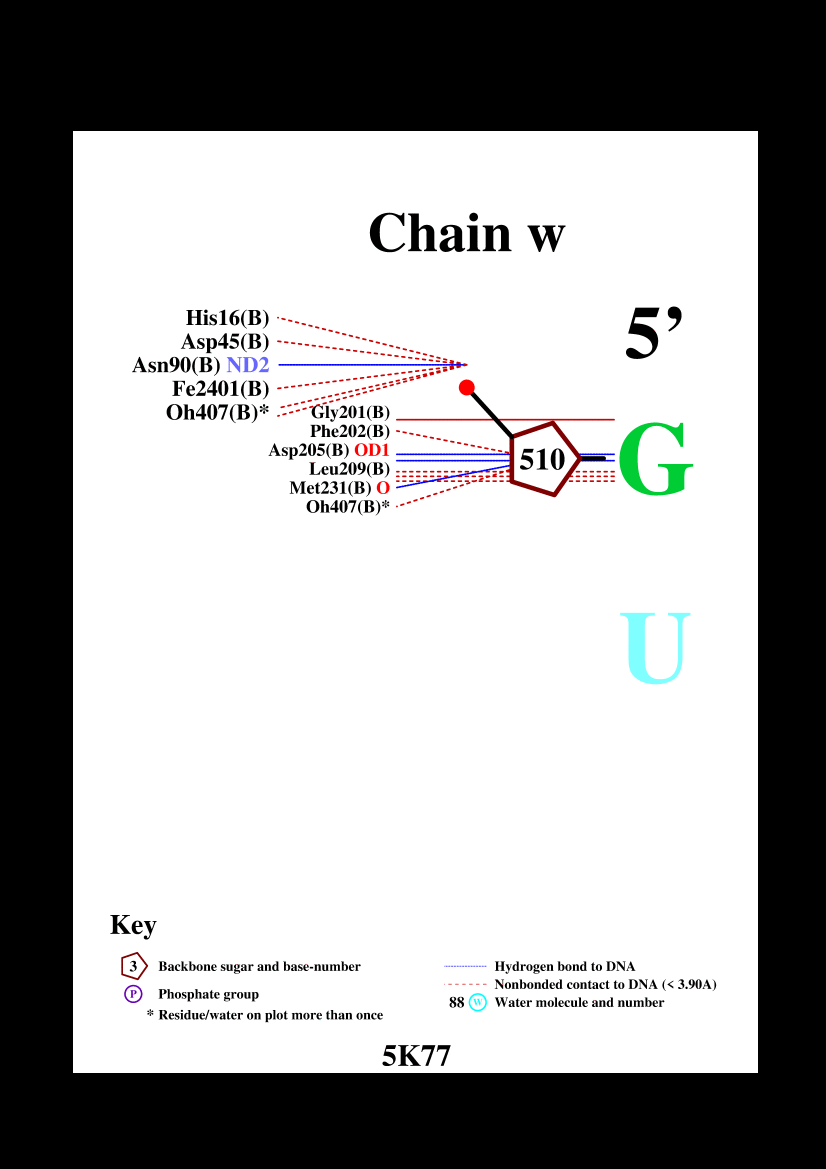 Chain w
5’
His16(B)
Asp45(B)
Asn90(B) ND2
Fe2401(B)
Oh407(B)*
Gly201(B)
Phe202(B)
Asp205(B) OD1
Leu209(B)
Met231(B) O
Oh407(B)*
510
G
U
Key
3 Backbone sugar and base-number
P Phosphate group
* Residue/water on plot more than once
Hydrogen bond to DNA
Nonbonded contact to DNA (< 3.90A)
88 W Water molecule and number
5K77